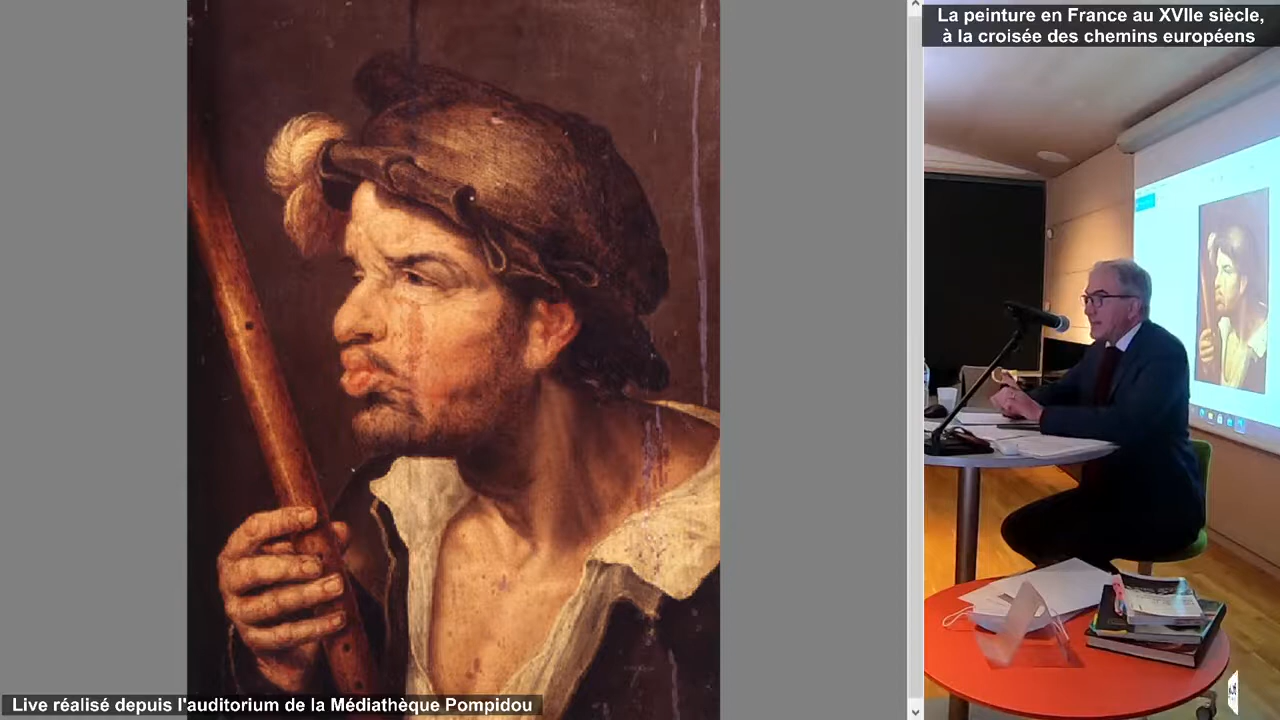 La peinture en France au XVIIe siècle,
à la croisée des chemins européens
Live réalisé depuis l'auditorium de la Médiathèque Pompidou